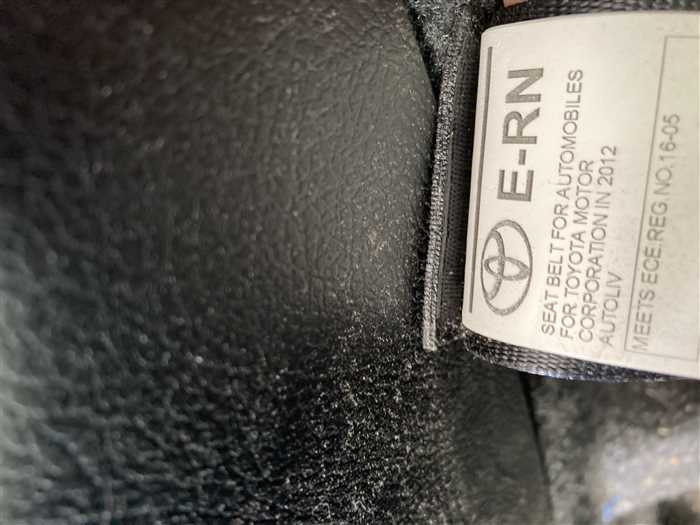 E-RN
SEAT BELT FOR AUTOMOBILES
FOR TOYOTA MOTOR
CORPORATION IN 2012
AUTOLIV
MEETS ECE.REG.NO.16-05